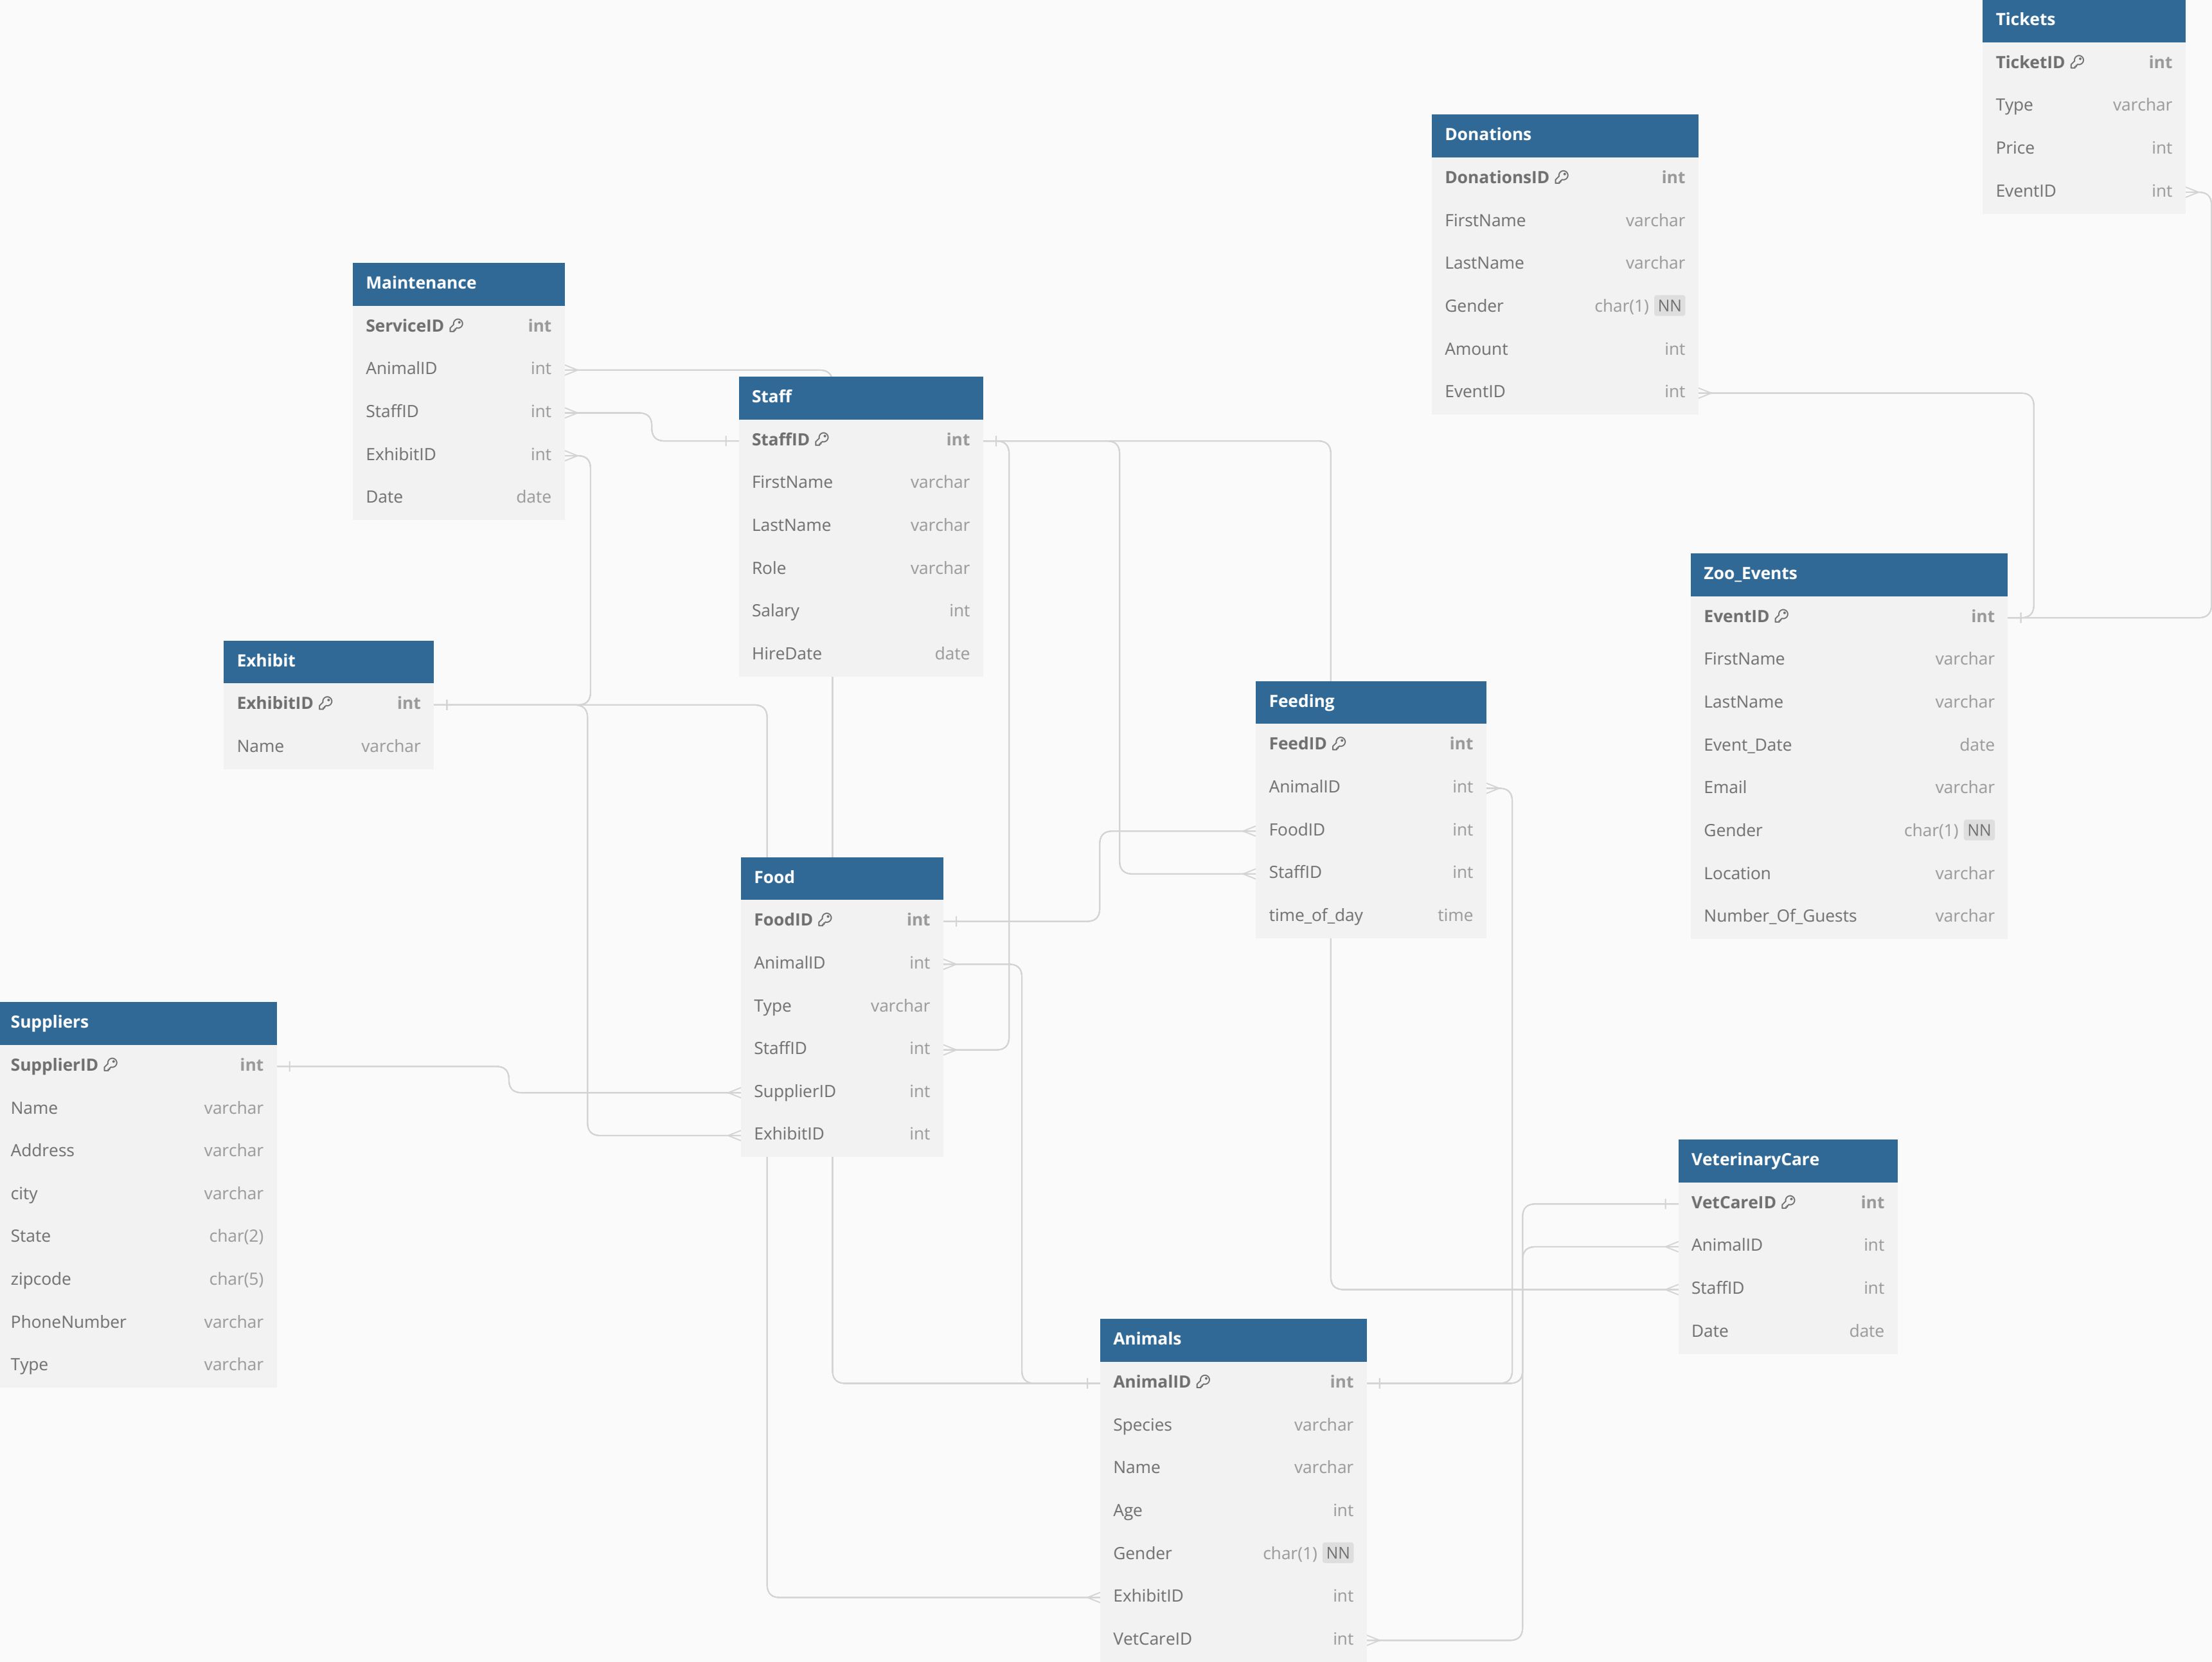 Tickets
TicketID int
Type varchar
Price int
EventID int
Donations
DonationsID int
FirstName varchar
LastName varchar
Gender char(1) NN
Amount int
EventID int
Maintenance
ServiceID int
AnimalID int
StaffID int
ExhibitID int
Date date
Staff
StaffID int
FirstName varchar
LastName varchar
Role varchar
Salary int
HireDate date
Zoo_Events
EventID int
FirstName varchar
LastName varchar
Event_Date date
Email varchar
Gender char(1) NN
Location varchar
Number_Of_Guests varchar
Exhibit
ExhibitID int
Name varchar
Feeding
FeedID int
AnimalID int
FoodID int
StaffID int
time_of_day time
Food
FoodID int
AnimalID int
Type varchar
StaffID int
SupplierID int
ExhibitID int
Suppliers
SupplierID int
Name varchar
Address varchar
city varchar
State char(2)
zipcode char(5)
PhoneNumber varchar
Type varchar
VeterinaryCare
VetCareID int
AnimalID int
StaffID int
Date date
Animals
AnimalID int
Species varchar
Name varchar
Age int
Gender char(1) NN
ExhibitID int
VetCareID int